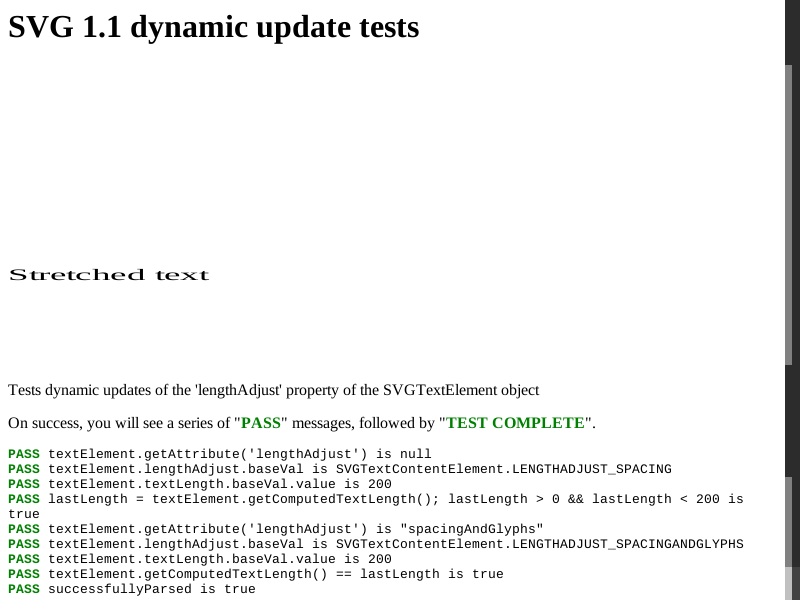 SVG 1.1 dynamic update tests
Stretched text
Tests dynamic updates of the 'lengthAdjust' property of the SVGTextElement object
On success, you will see a series of "PASS" messages, followed by "TEST COMPLETE".
PASS textElement.getAttribute('lengthAdjust') is null
PASS textElement.lengthAdjust.baseVal is SVGTextContentElement.LENGTHADJUST_SPACING
PASS textElement.textLength.baseVal.value is 200
PASS lastLength = textElement.getComputedTextLength(); lastLength > 0 && lastLength < 200 is
true
PASS textElement.getAttribute('lengthAdjust') is "spacingAndGlyphs"
PASS textElement.lengthAdjust.baseVal is SVGTextContentElement.LENGTHADJUST_SPACINGANDGLYPHS
PASS textElement.textLength.baseVal.value is 200
PASS textElement.getComputedTextLength() == lastLength is true
PASS successfullyParsed is true